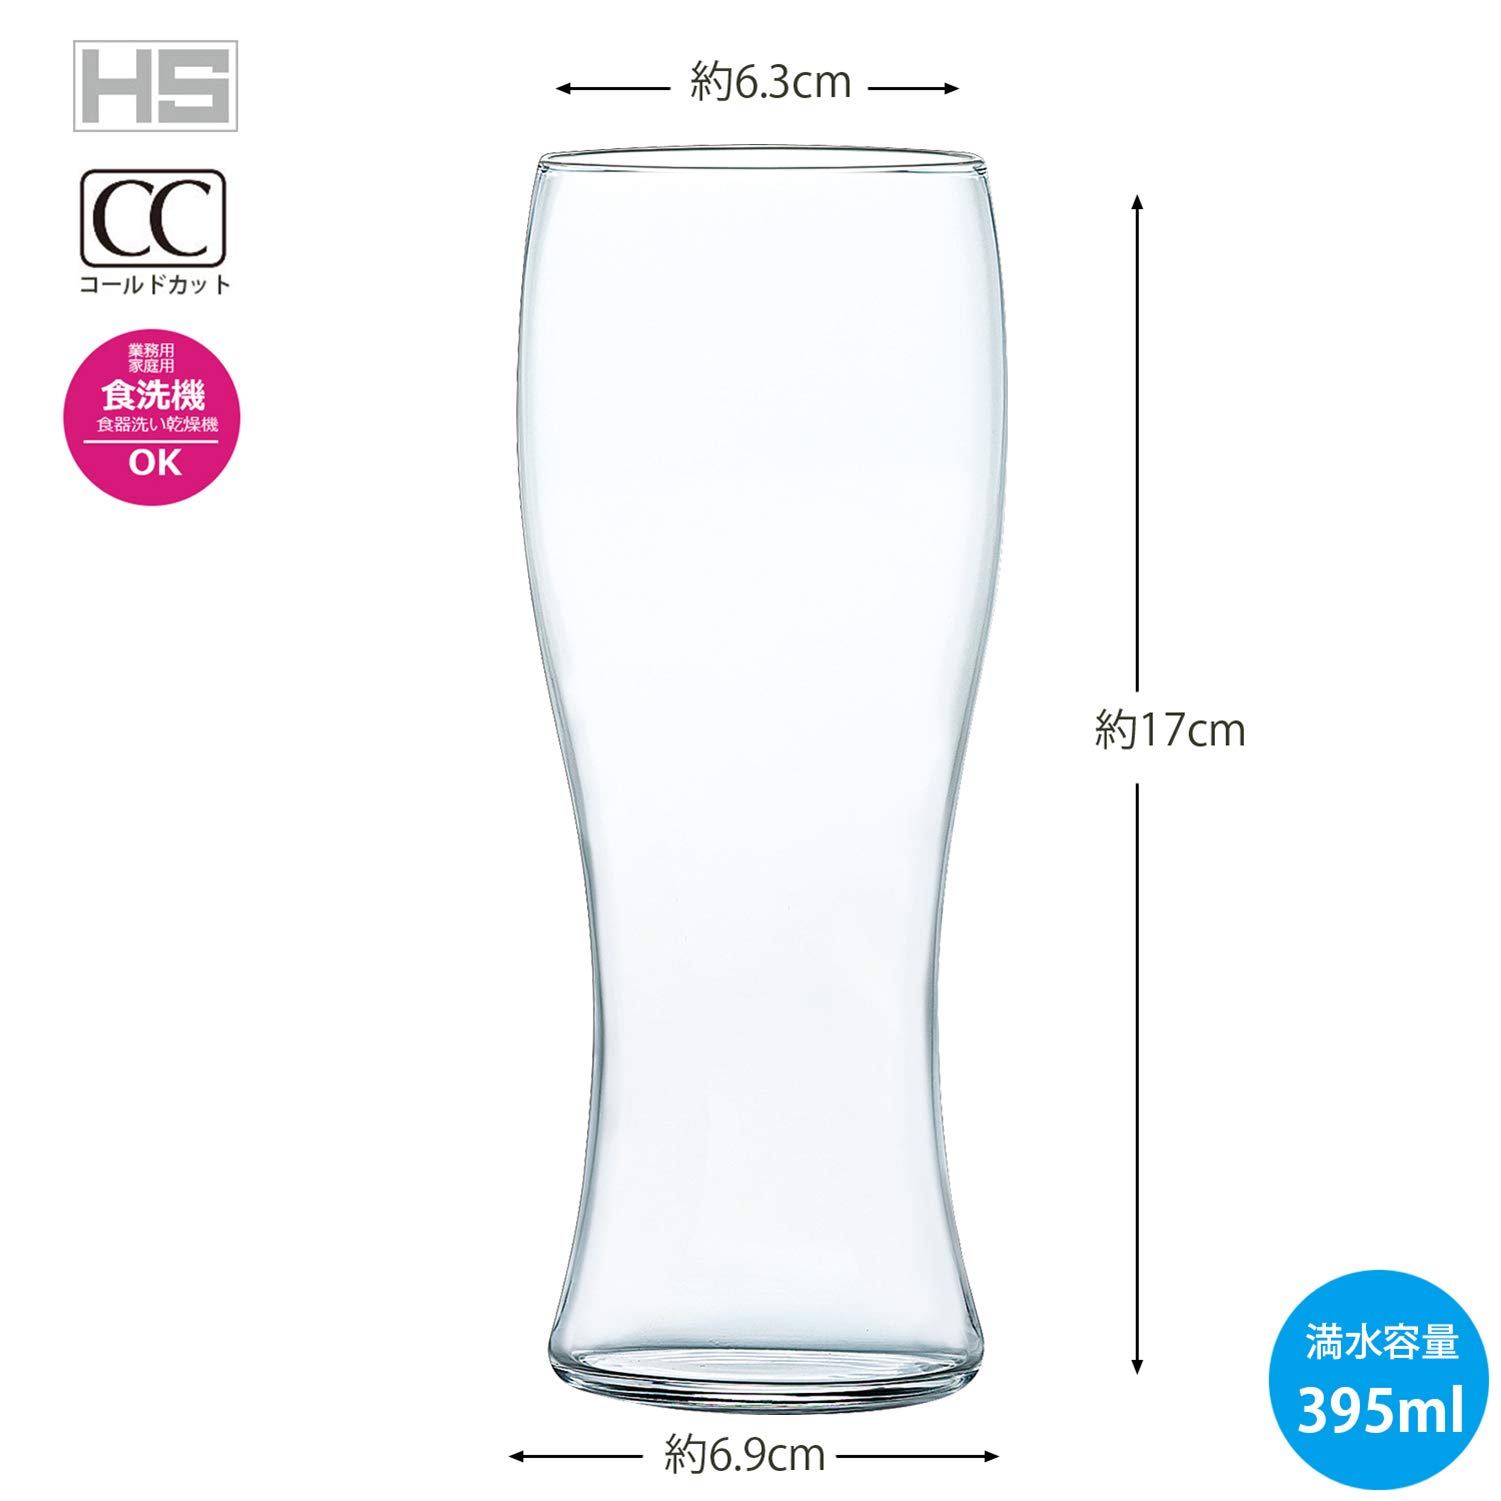 HS
約6.3cm
CC
コールドカット
業務用
家庭用
食洗機
食器洗い乾燥機
OK
約17cm
満水容量
395ml
約6.9cm